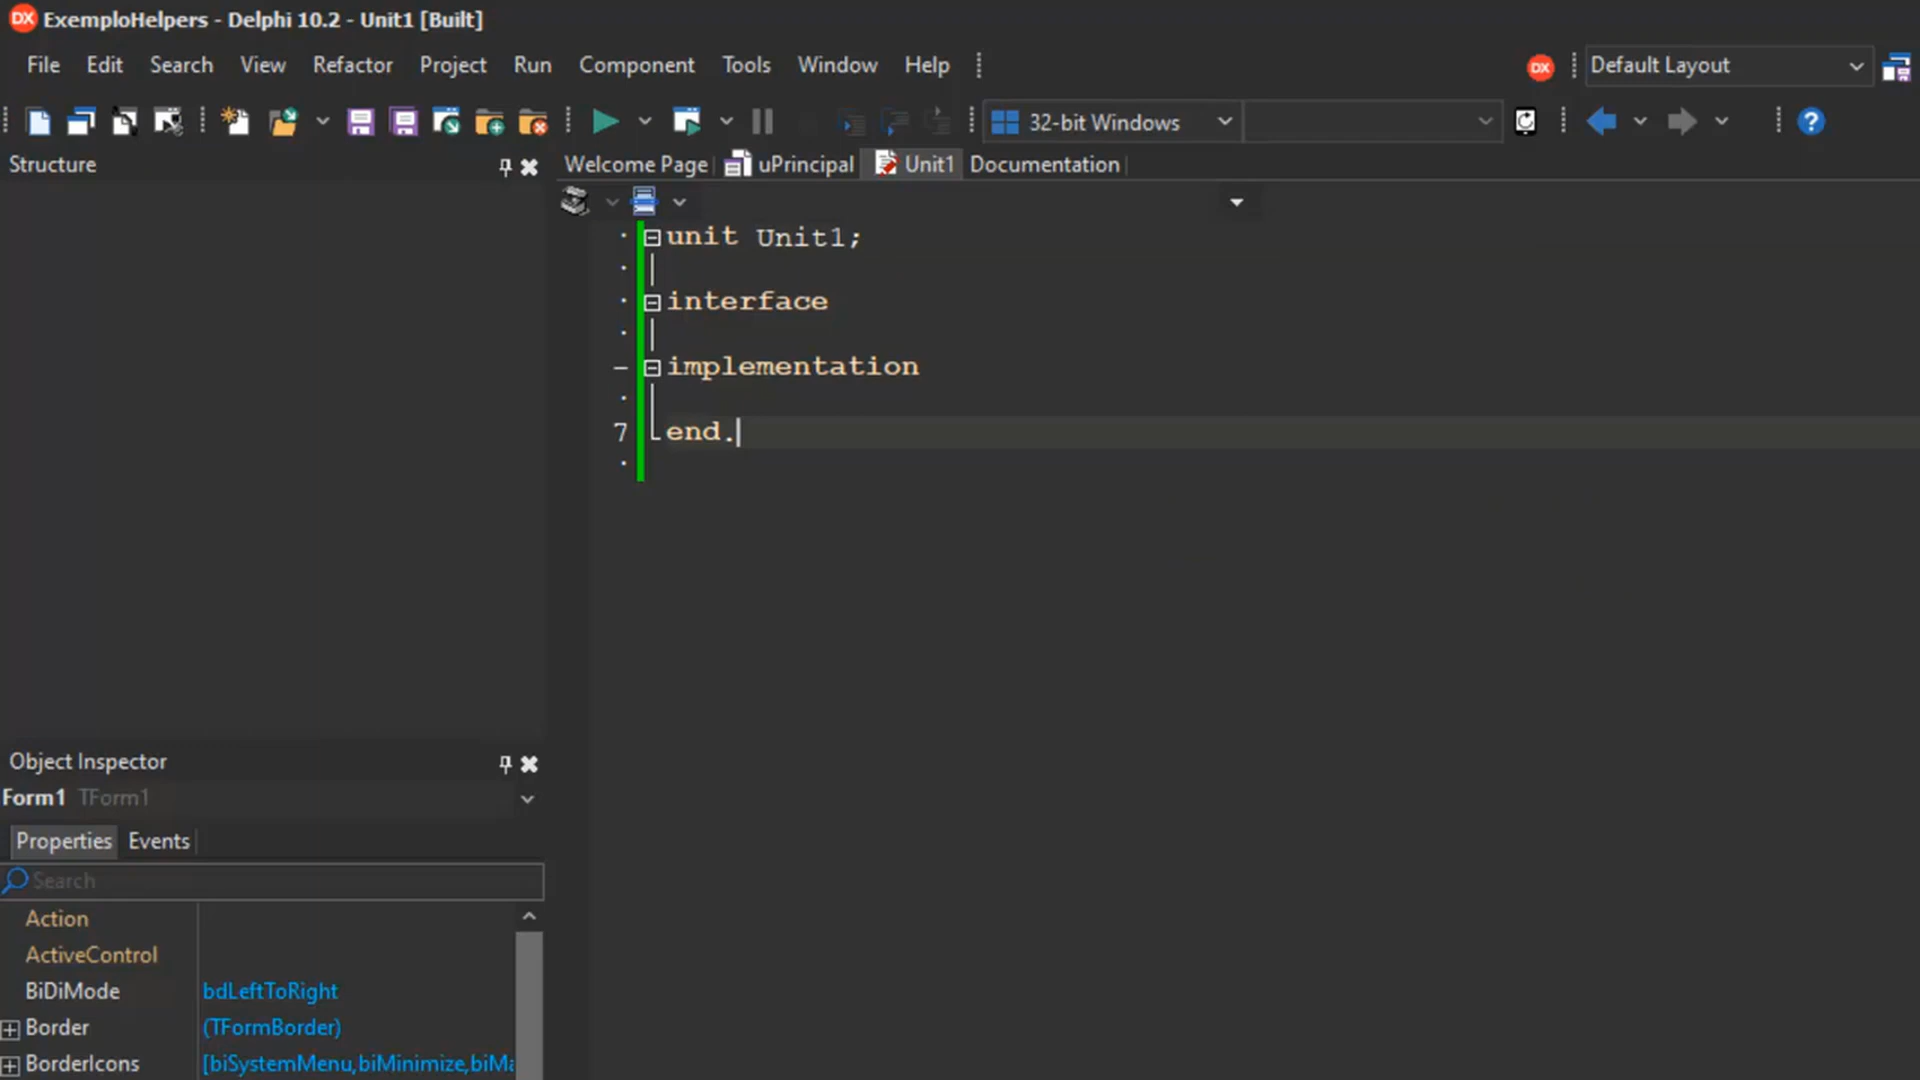 DX ExemploHelpers - Delphi 10.2 - Unit1 [Built]
File Edit Search View Refactor Project Run Component Tools Window Help
DX Default Layout
32-bit Windows
?
Structure
Welcome Page uPrincipal Unit1 Documentation
unit Unit1;
interface
implementation
7 end.
Object Inspector
Form1 TForm1
Properties Events
Search
Action
ActiveControl
BiDiMode bdLeftToRight
Border (TFormBorder)
BorderIcons [biSystemMenu,biMinimize,biMa